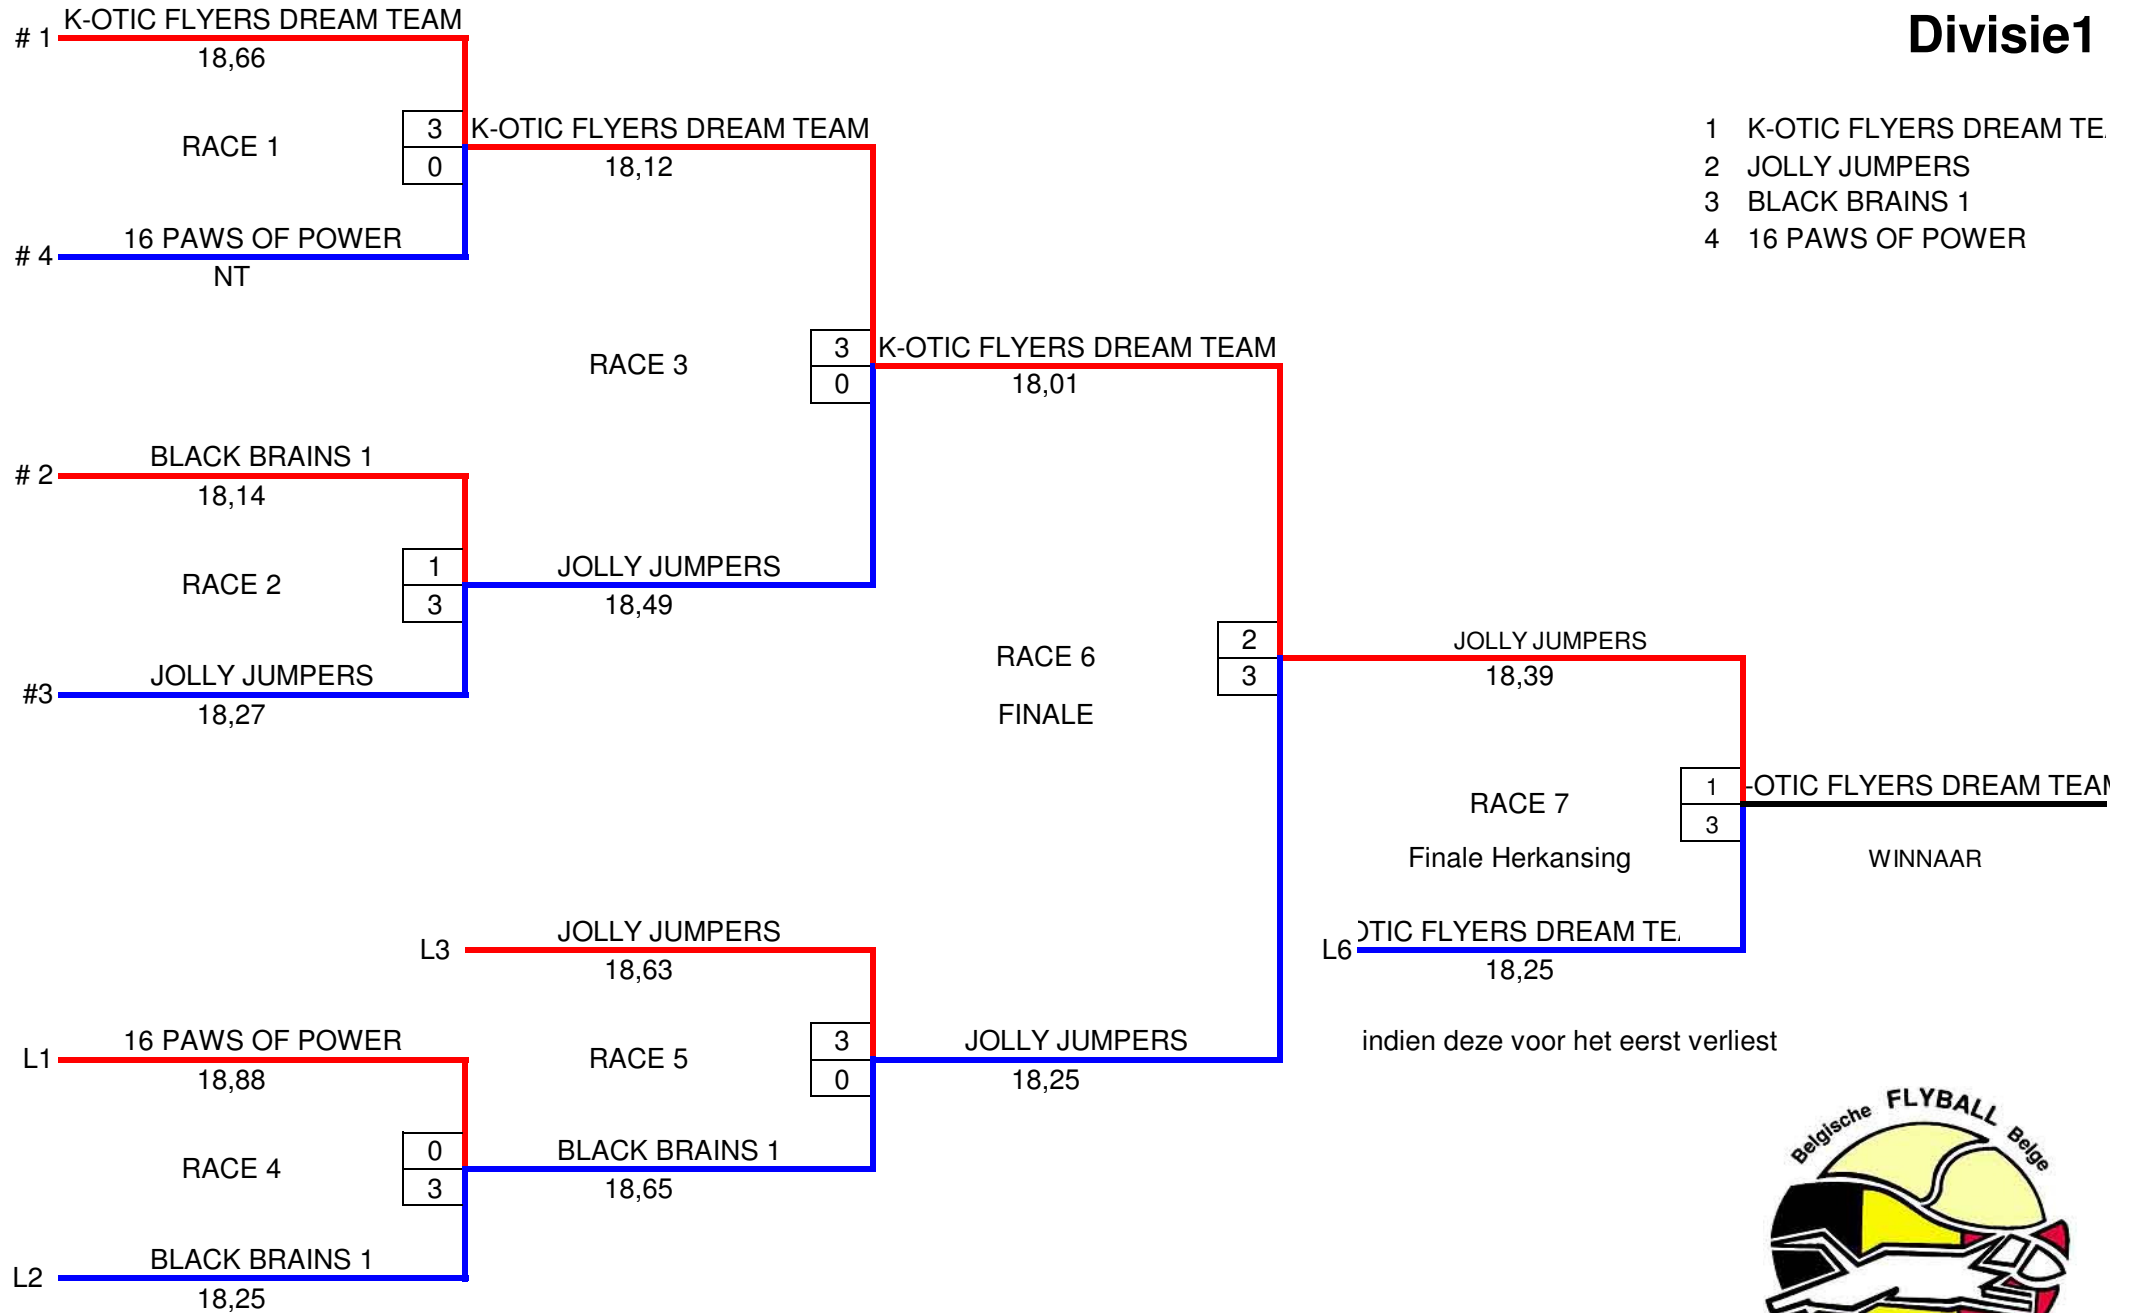 Divisie1
K-OTIC FLYERS DREAM TEAM
# 1
18,66
RACE 1
3
0
16 PAWS OF POWER
# 4
NT
K-OTIC FLYERS DREAM TEAM
18,12
1 K-OTIC FLYERS DREAM TE
2 JOLLY JUMPERS
3 BLACK BRAINS 1
4 16 PAWS OF POWER
RACE 3
3
0
K-OTIC FLYERS DREAM TEAM
18,01
BLACK BRAINS 1
# 2
18,14
RACE 2
1
3
JOLLY JUMPERS
18,49
JOLLY JUMPERS
#3
18,27
RACE 6
2
3
FINALE
JOLLY JUMPERS
18,39
RACE 7
1
3
-OTIC FLYERS DREAM TEAM
Finale Herkansing
WINNAAR
OTIC FLYERS DREAM TE
L6
18,25
indien deze voor het eerst verliest
JOLLY JUMPERS
L3
18,63
RACE 5
3
0
JOLLY JUMPERS
18,25
16 PAWS OF POWER
L1
18,88
RACE 4
0
3
BLACK BRAINS 1
18,65
BLACK BRAINS 1
L2
18,25
Belgische FLYBALL Belge